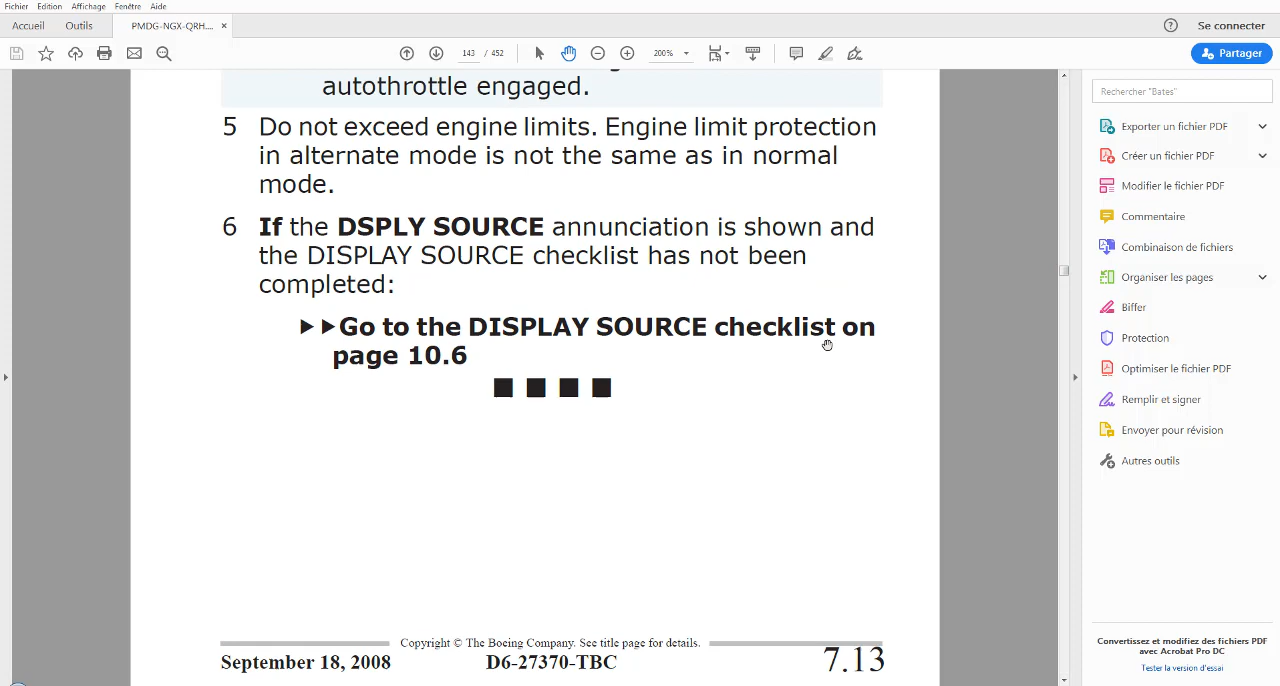 Fichier Edition Affichage Fenêtre Aide
Accueil Outils PMDG-NGX-QRH.... × ? Se connecter
143 / 452 200% Partager
autothrottle engaged.
5 Do not exceed engine limits. Engine limit protection
in alternate mode is not the same as in normal
mode.
6 If the DSPLY SOURCE annunciation is shown and
the DISPLAY SOURCE checklist has not been
completed:
▶▶Go to the DISPLAY SOURCE checklist on
page 10.6
■ ■ ■ ■
Copyright © The Boeing Company. See title page for details.
September 18, 2008 D6-27370-TBC 7.13
Rechercher "Bates"
Exporter un fichier PDF
Créer un fichier PDF
Modifier le fichier PDF
Commentaire
Combinaison de fichiers
Organiser les pages
Biffer
Protection
Optimiser le fichier PDF
Remplir et signer
Envoyer pour révision
Autres outils
Convertissez et modifiez des fichiers PDF
avec Acrobat Pro DC
Tester la version d'essai